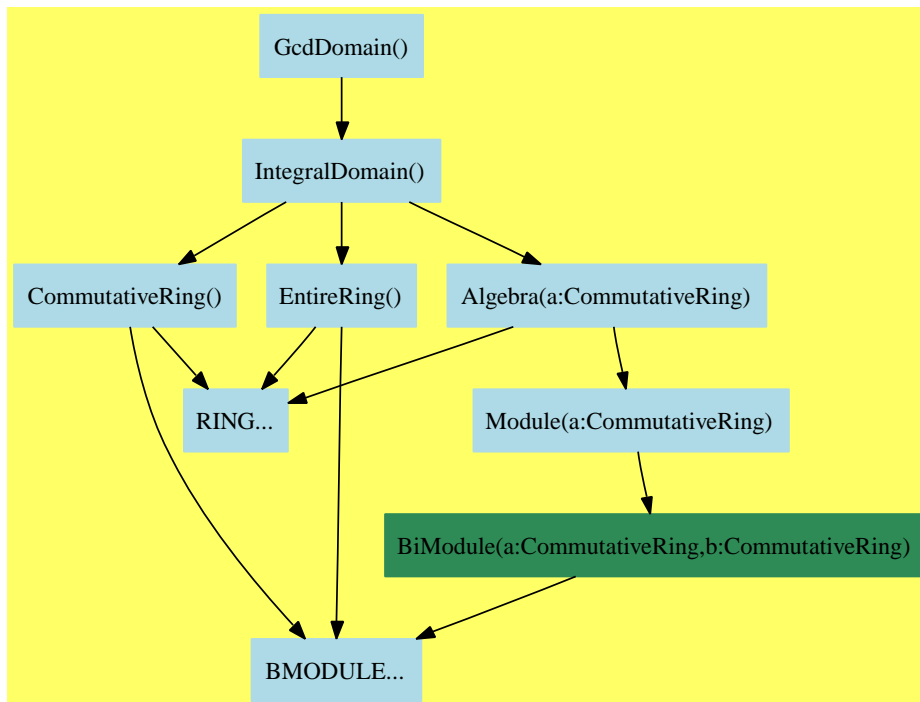 GcdDomain()
IntegralDomain()
CommutativeRing()
EntireRing()
Algebra(a:CommutativeRing)
RING...
Module(a:CommutativeRing)
BiModule(a:CommutativeRing,b:CommutativeRing)
BMODULE...